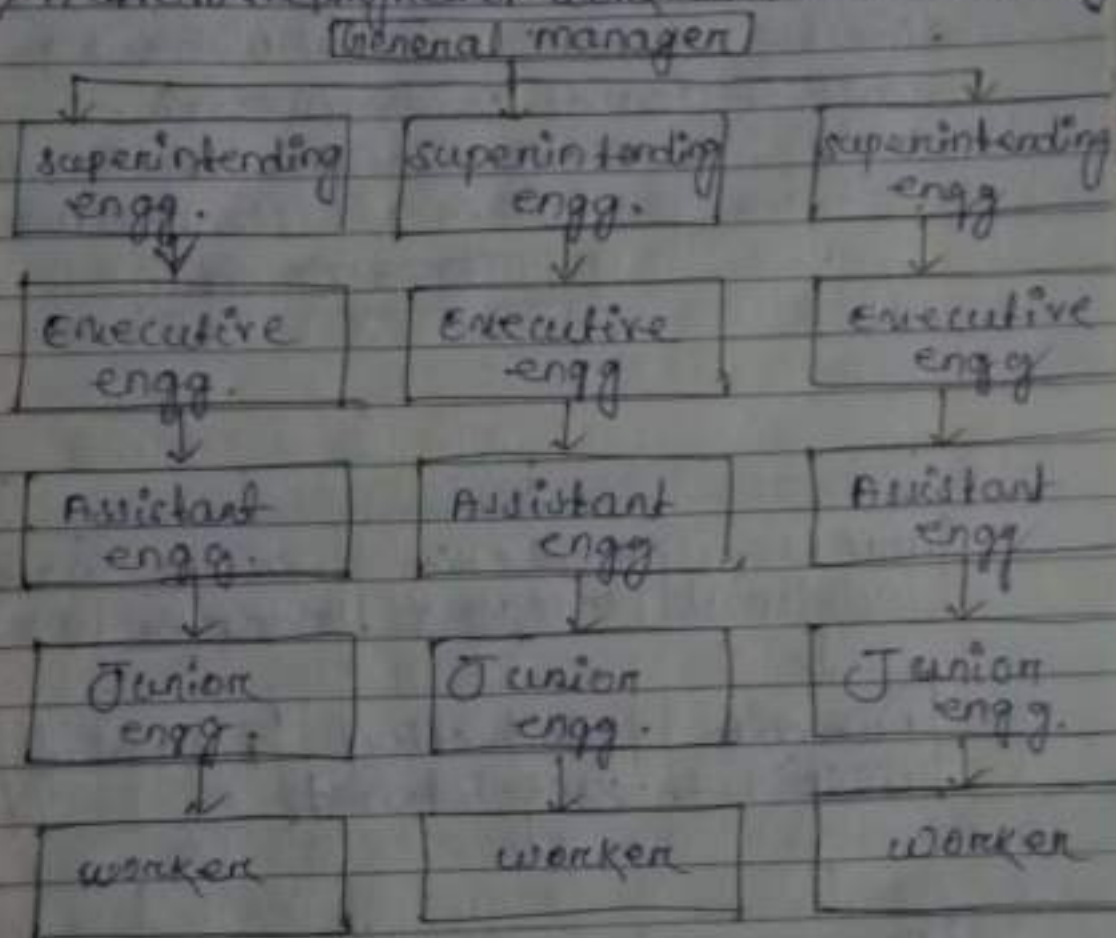 General manager
superintending superintending superintending
engg. engg. engg
Executive Executive Executive
engg. engg engg
Assistant Assistant Assistant
engg. engg engg
Junior Junior Junior
engg. engg. engg.
worker worker worker